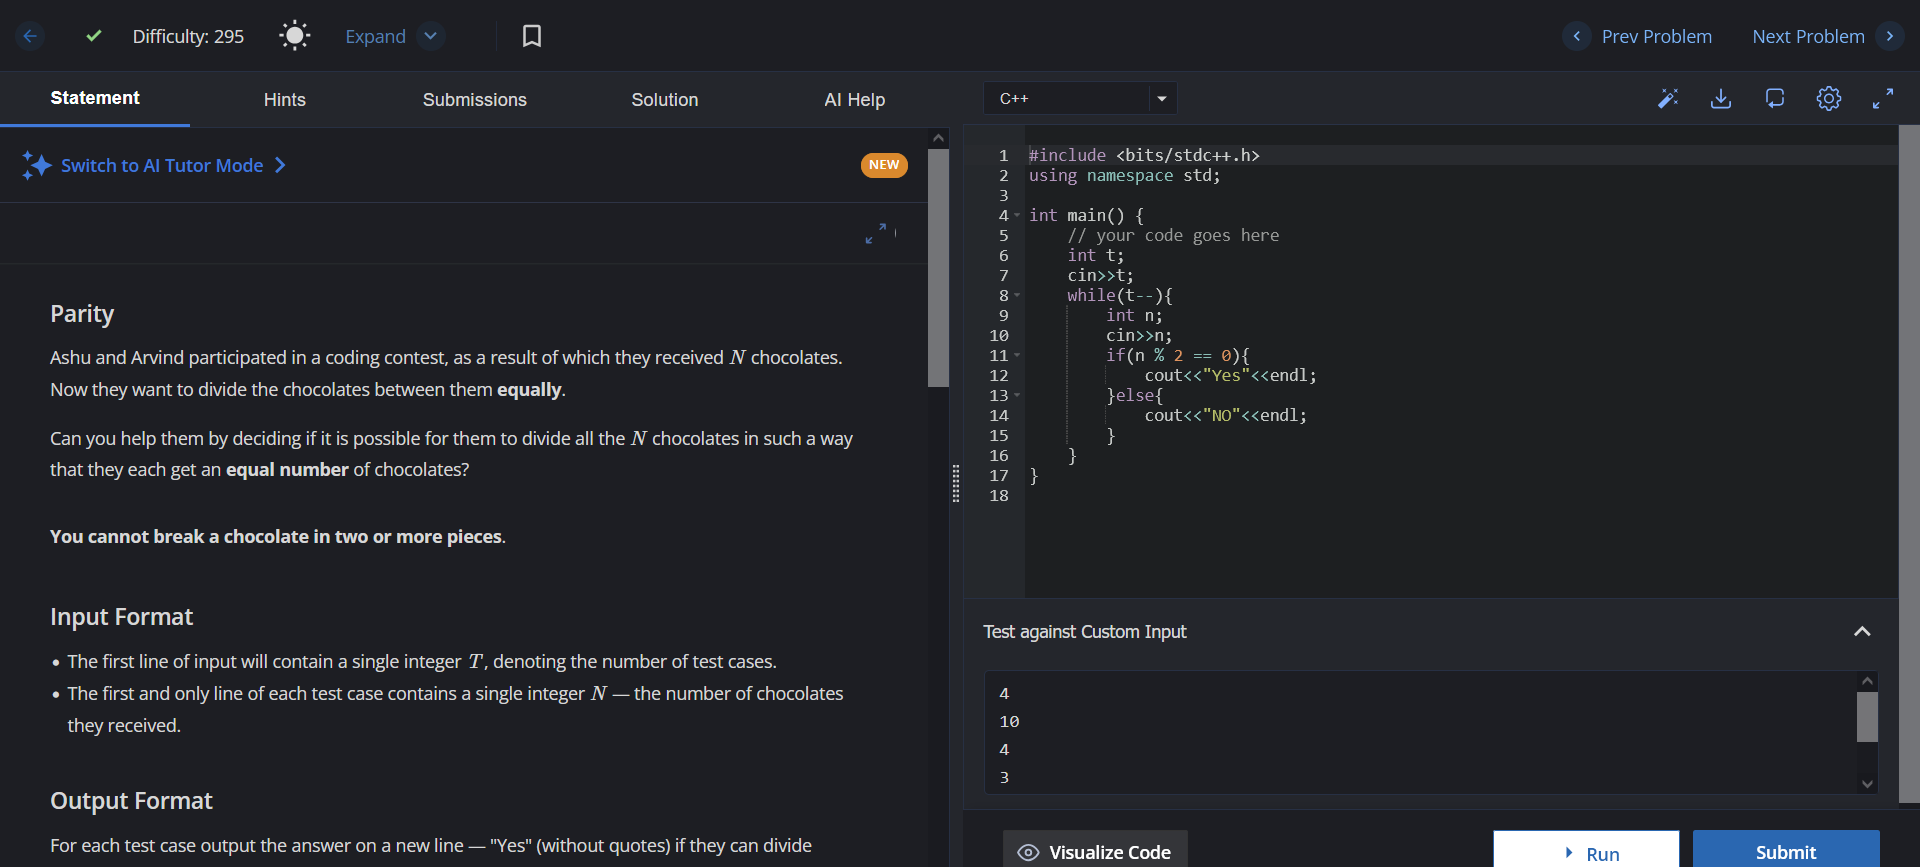 Difficulty: 295
Expand
Prev Problem
Next Problem
Statement
Hints
Submissions
Solution
AI Help
Switch to AI Tutor Mode
NEW
Parity
Ashu and Arvind participated in a coding contest, as a result of which they received N chocolates.
Now they want to divide the chocolates between them equally.
Can you help them by deciding if it is possible for them to divide all the N chocolates in such a way
that they each get an equal number of chocolates?
You cannot break a chocolate in two or more pieces.
Input Format
• The first line of input will contain a single integer T, denoting the number of test cases.
• The first and only line of each test case contains a single integer N — the number of chocolates
they received.
Output Format
For each test case output the answer on a new line — "Yes" (without quotes) if they can divide
C++
1 #include <bits/stdc++.h>
2 using namespace std;
3
4 int main() {
5     // your code goes here
6     int t;
7     cin>>t;
8     while(t--){
9         int n;
10         cin>>n;
11         if(n % 2 == 0){
12             cout<<"Yes"<<endl;
13         }else{
14             cout<<"NO"<<endl;
15         }
16     }
17 }
18
Test against Custom Input
4
10
4
3
Visualize Code
Run
Submit